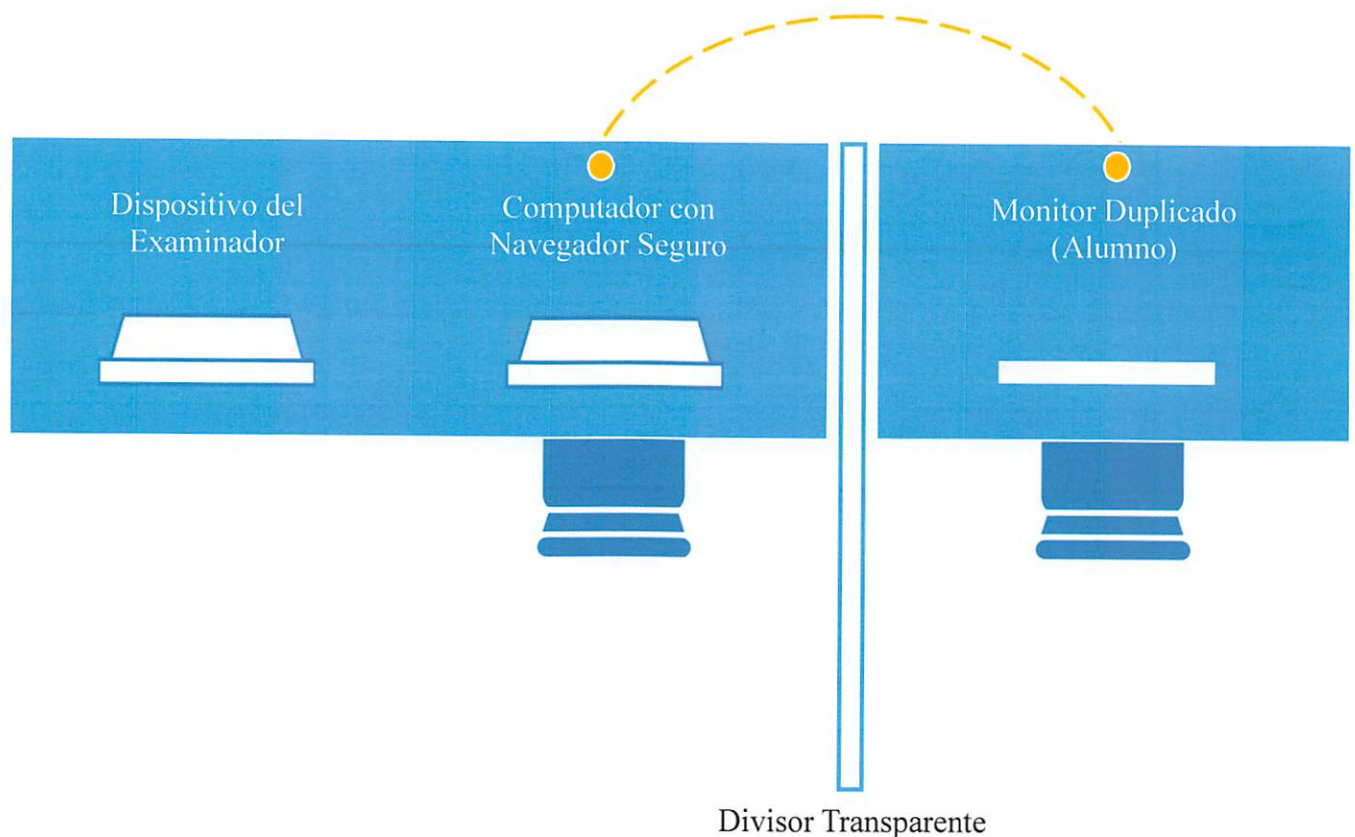 Dispositivo del
Examinador
Computador con
Navegador Seguro
Monitor Duplicado
(Alumno)
Divisor Transparente